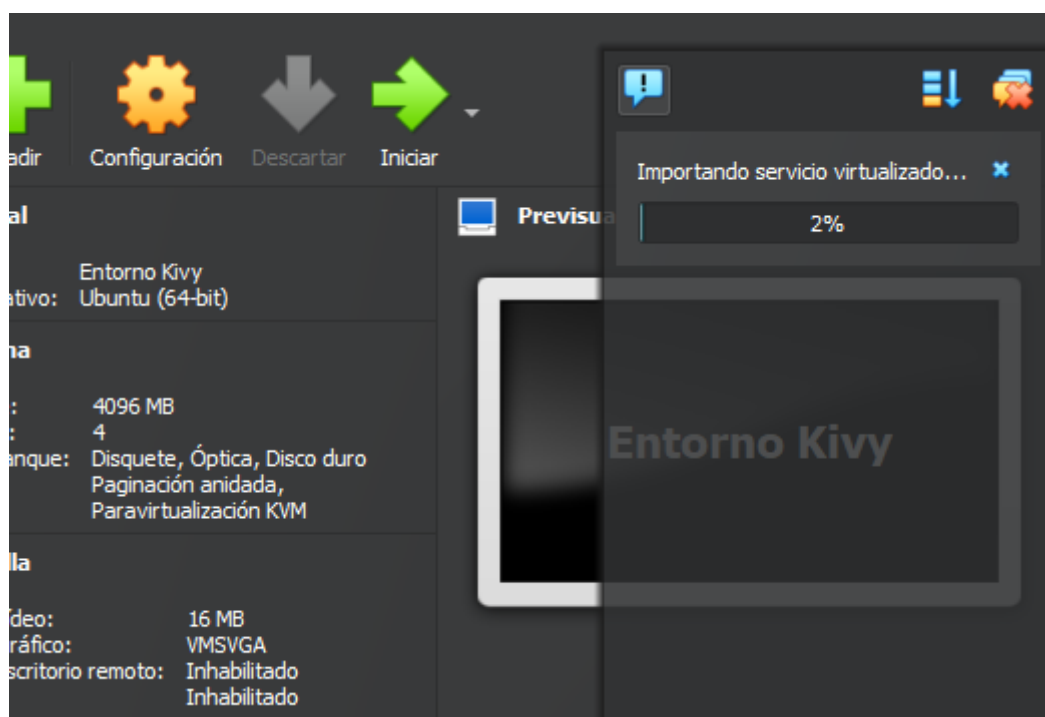 adir
Configuración
Descartar
Iniciar
Importando servicio virtualizado...
2%
al
Previsu
Entorno Kivy
ativo: Ubuntu (64-bit)
na
: 4096 MB
: 4
anque: Disquete, Óptica, Disco duro
Paginación anidada,
Paravirtualización KVM
Entorno Kivy
lla
ídeo: 16 MB
ráfico: VMSVGA
scritorio remoto: Inhabilitado
Inhabilitado